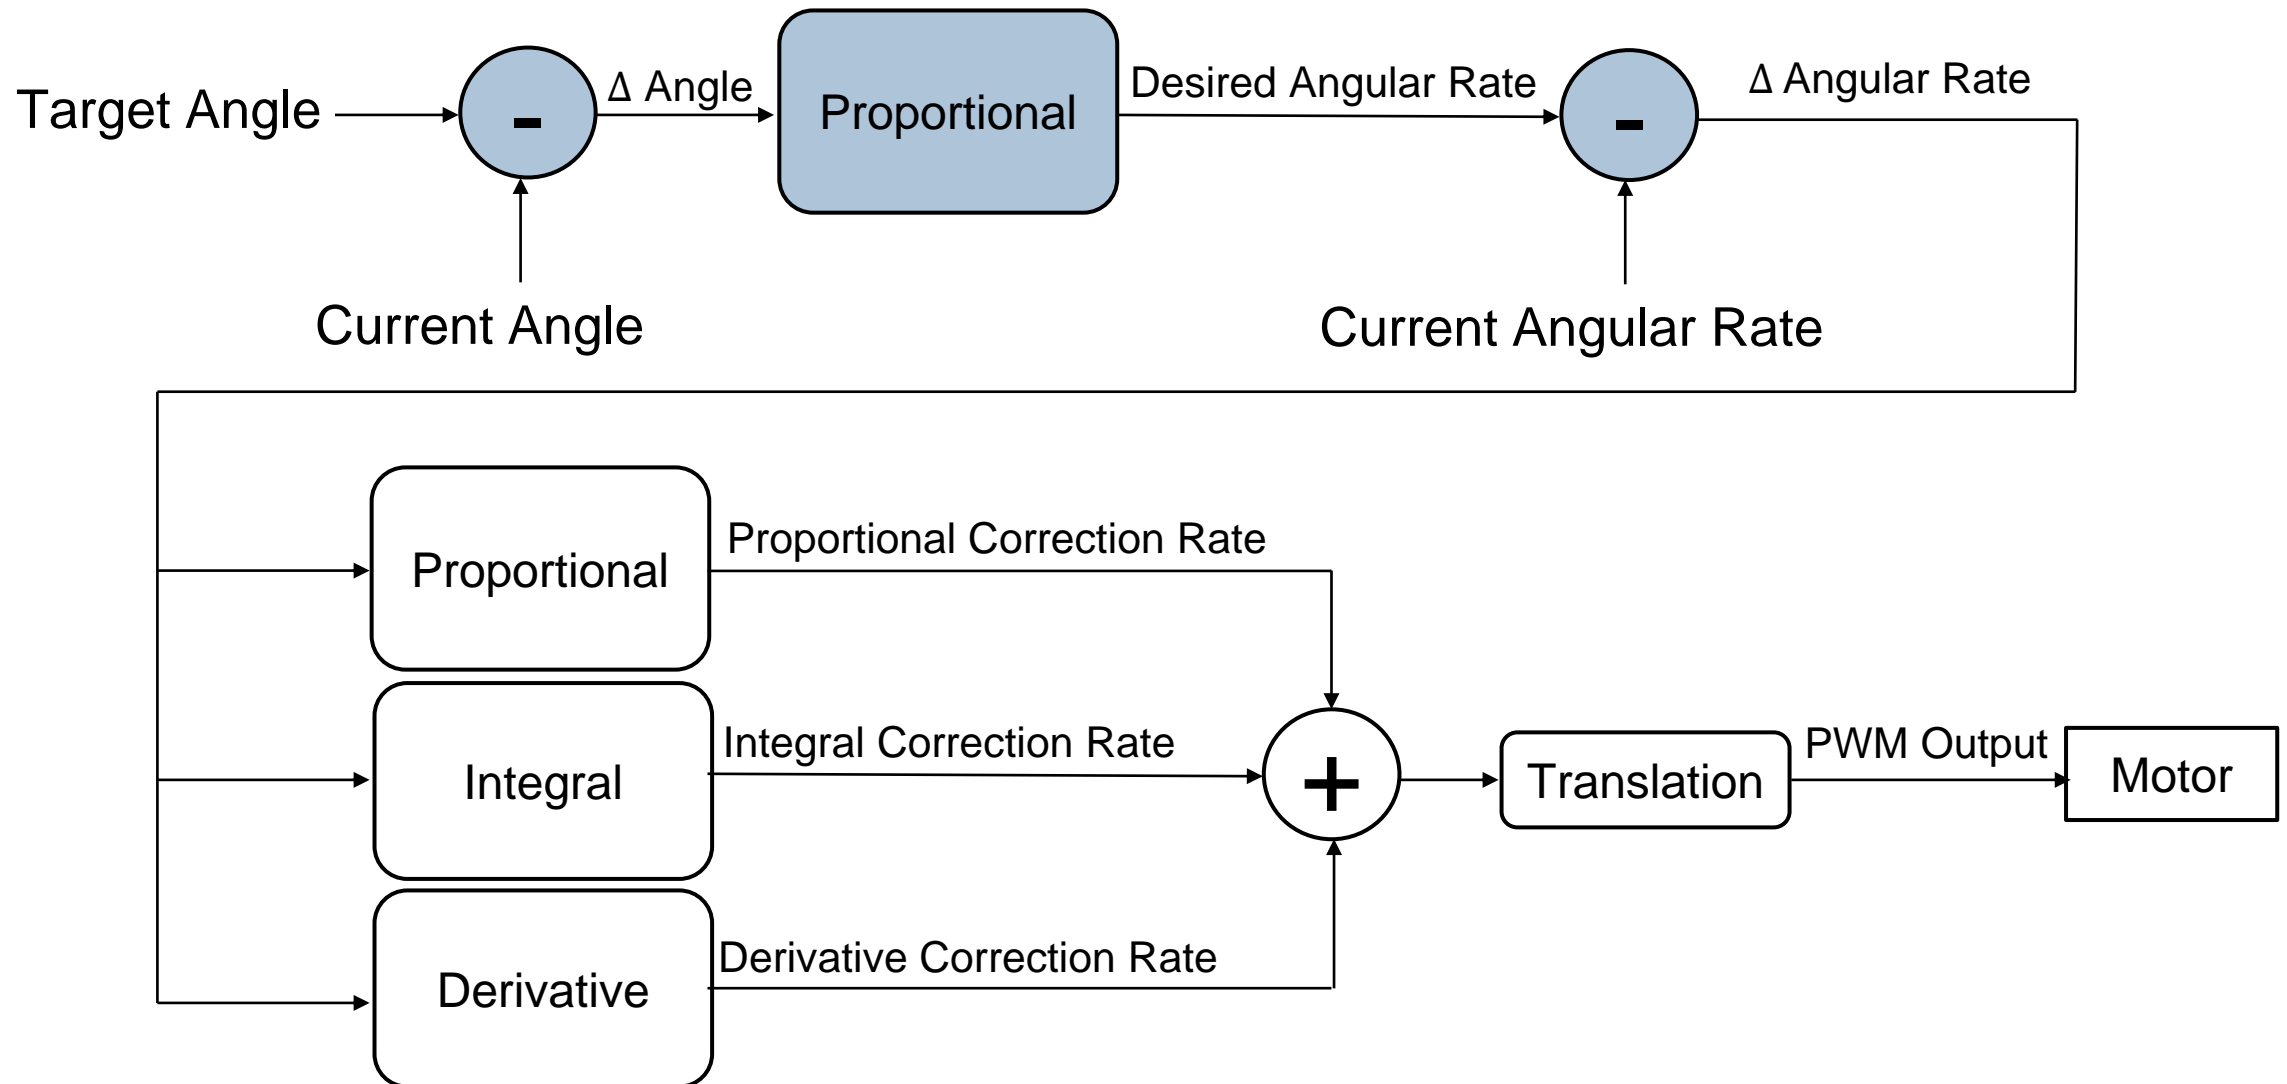 Target Angle
-
Δ Angle
Proportional
Desired Angular Rate
-
Δ Angular Rate
Current Angle
Current Angular Rate
Proportional
Proportional Correction Rate
Integral
Integral Correction Rate
+
Translation
PWM Output
Motor
Derivative
Derivative Correction Rate